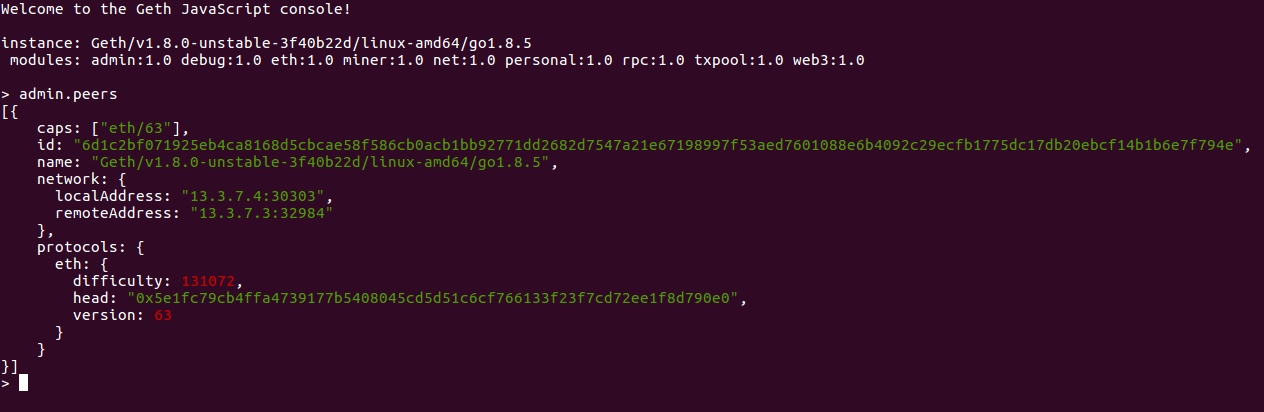 Welcome to the Geth JavaScript console!
instance: Geth/v1.8.0-unstable-3f40b22d/linux-amd64/go1.8.5
modules: admin:1.0 debug:1.0 eth:1.0 miner:1.0 net:1.0 personal:1.0 rpc:1.0 txpool:1.0 web3:1.0
> admin.peers
[{
caps: ["eth/63"],
id: "6d1c2bf071925eb4ca8168d5cbcae58f586cb0acb1bb92771dd2682d7547a21e67198997f53aed7601088e6b4092c29ecfb1775dc17db20ebcf14b1b6e7f794e",
name: "Geth/v1.8.0-unstable-3f40b22d/linux-amd64/go1.8.5",
network: {
localAddress: "13.3.7.4:30303",
remoteAddress: "13.3.7.3:32984"
},
protocols: {
eth: {
difficulty: 131072,
head: "0x5e1fc79cb4ffa4739177b5408045cd5d51c6cf766133f23f7cd72ee1f8d790e0",
version: 63
}
}
}]
>